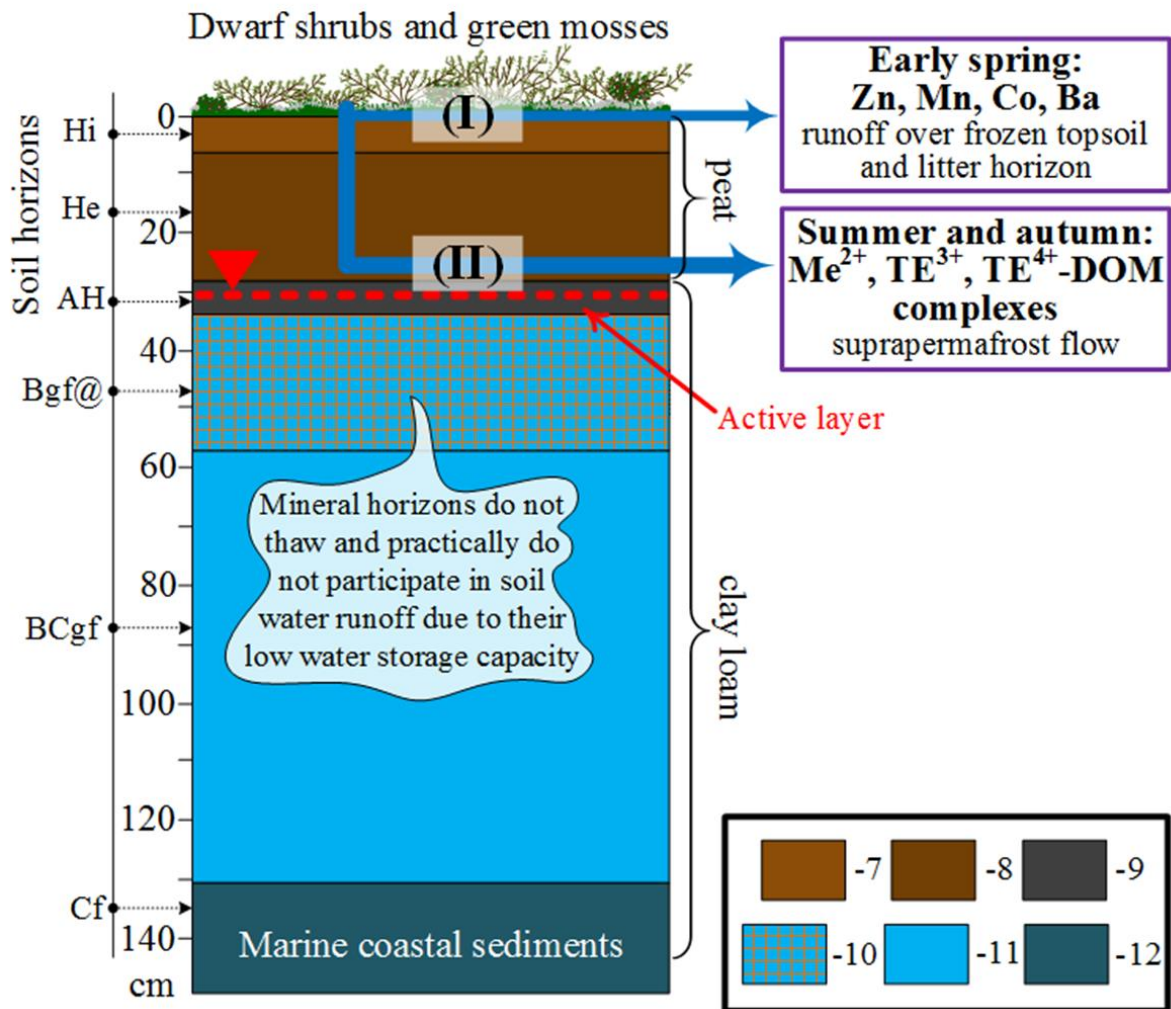 Dwarf shrubs and green mosses
Soil horizons
Hi
He
AH
Bgf@
BCgf
Cf
0
20
40
60
80
100
120
140
cm
(I)
(II)
peat
clay loam
Early spring:
Zn, Mn, Co, Ba
runoff over frozen topsoil
and litter horizon
Summer and autumn:
Me²⁺, TE³⁺, TE⁴⁺-DOM
complexes
suprapermafrost flow
Active layer
Mineral horizons do not
thaw and practically do
not participate in soil
water runoff due to their
low water storage capacity
Marine coastal sediments
-7
-8
-9
-10
-11
-12